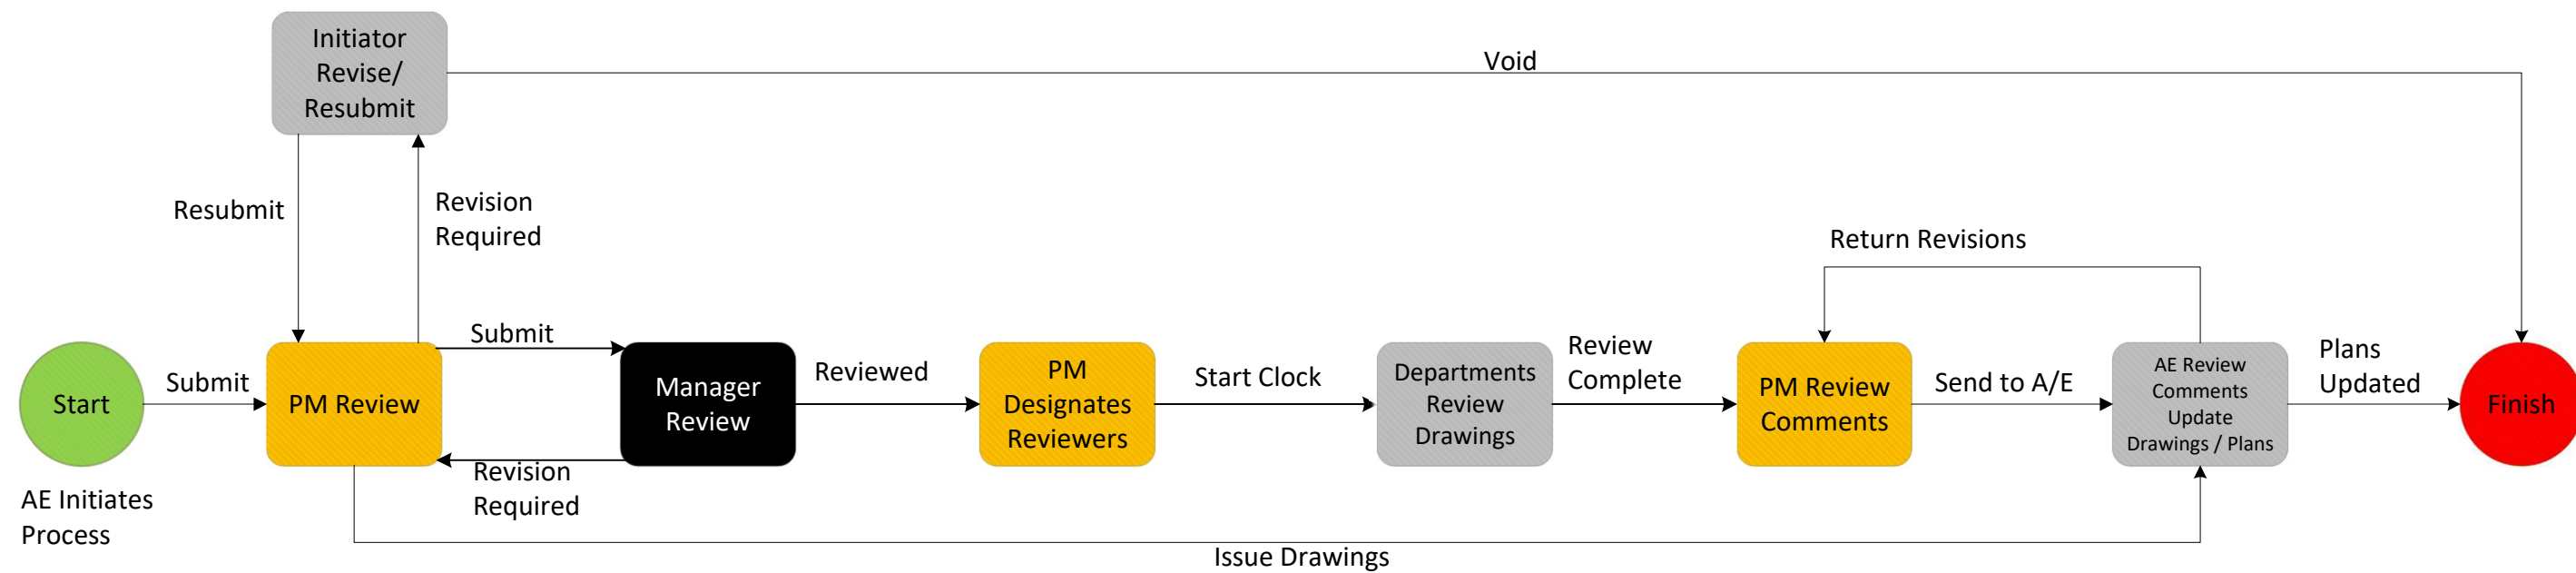 Initiator
Revise/
Resubmit
Void
Resubmit
Revision
Required
Return Revisions
Start
Submit
PM Review
Submit
Manager
Review
Reviewed
PM
Designates
Reviewers
Start Clock
Departments
Review
Drawings
Review
Complete
PM Review
Comments
Send to A/E
AE Review
Comments
Update
Drawings / Plans
Plans
Updated
Finish
Revision
Required
AE Initiates
Process
Issue Drawings